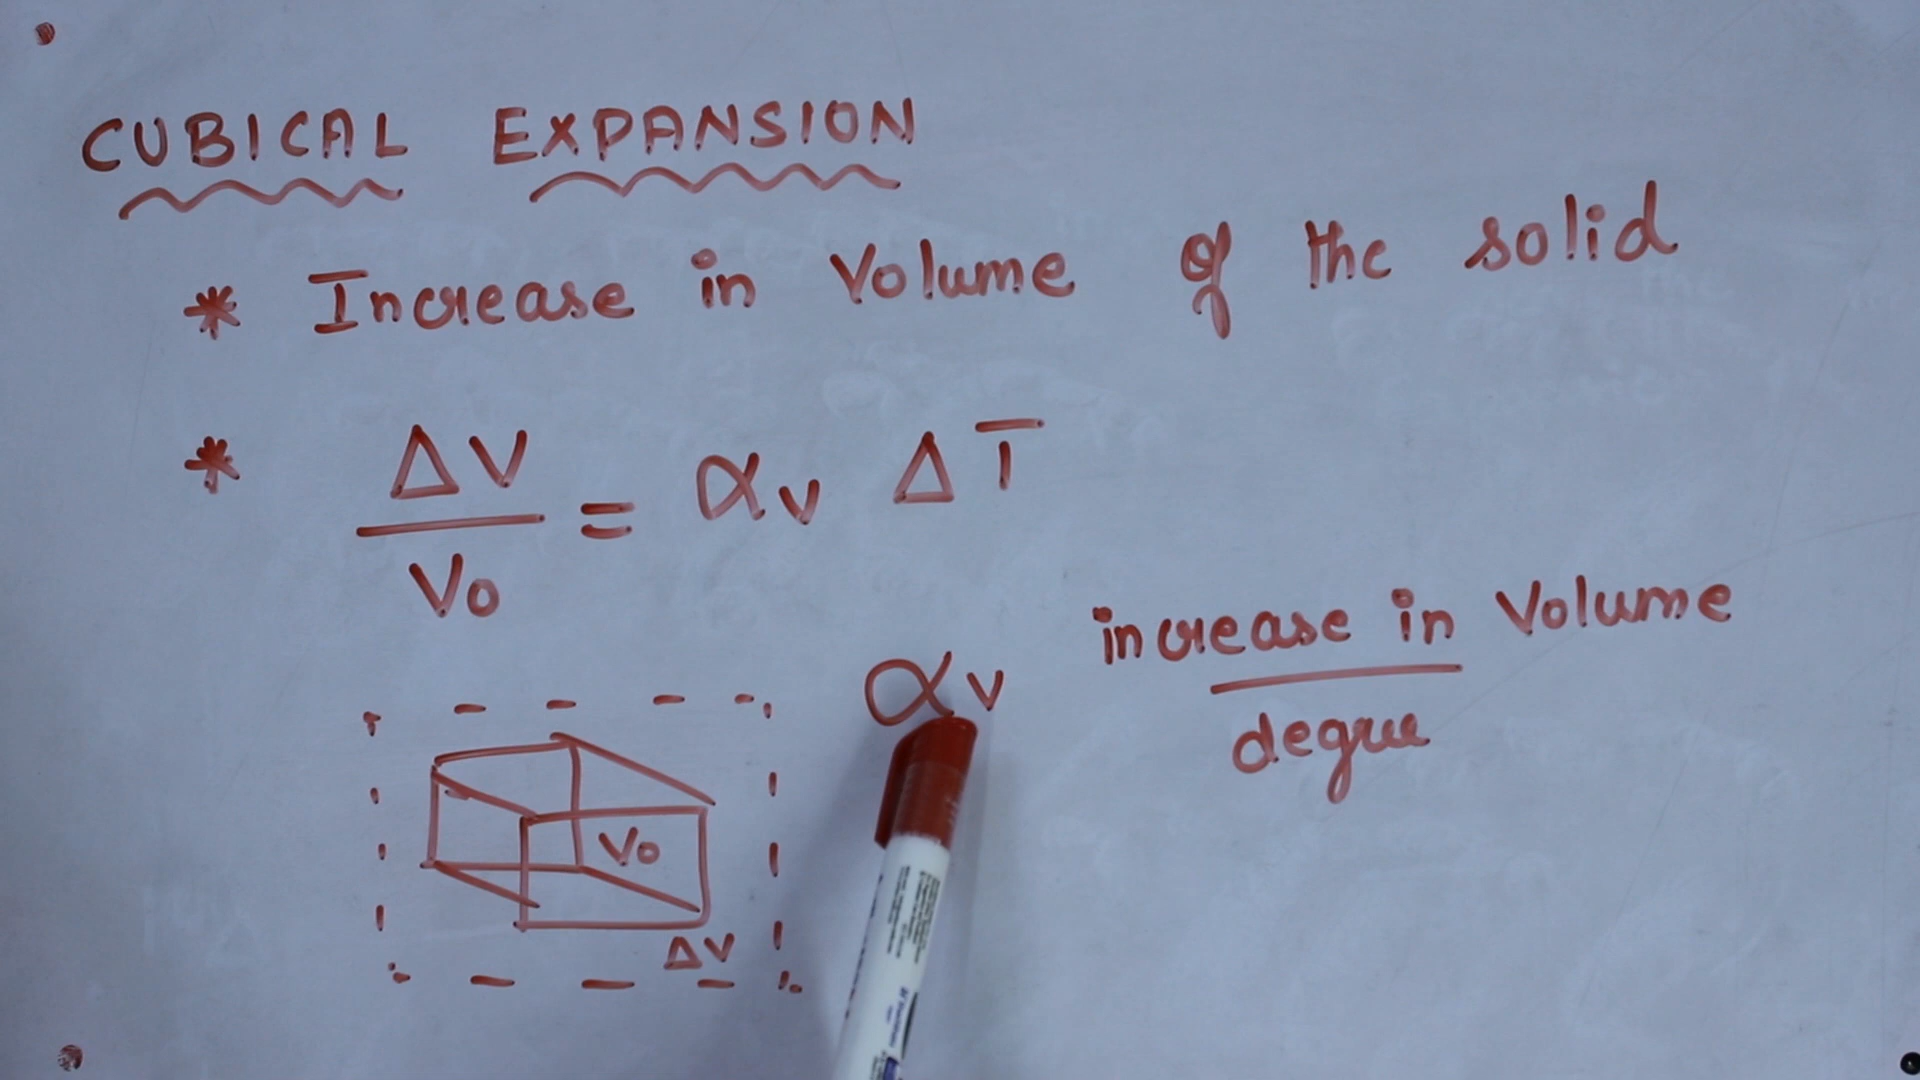 CUBICAL EXPANSION
* Increase in Volume of the solid
* ΔV / V₀ = αᵥ ΔT
αᵥ increase in Volume / degree
V₀
ΔV